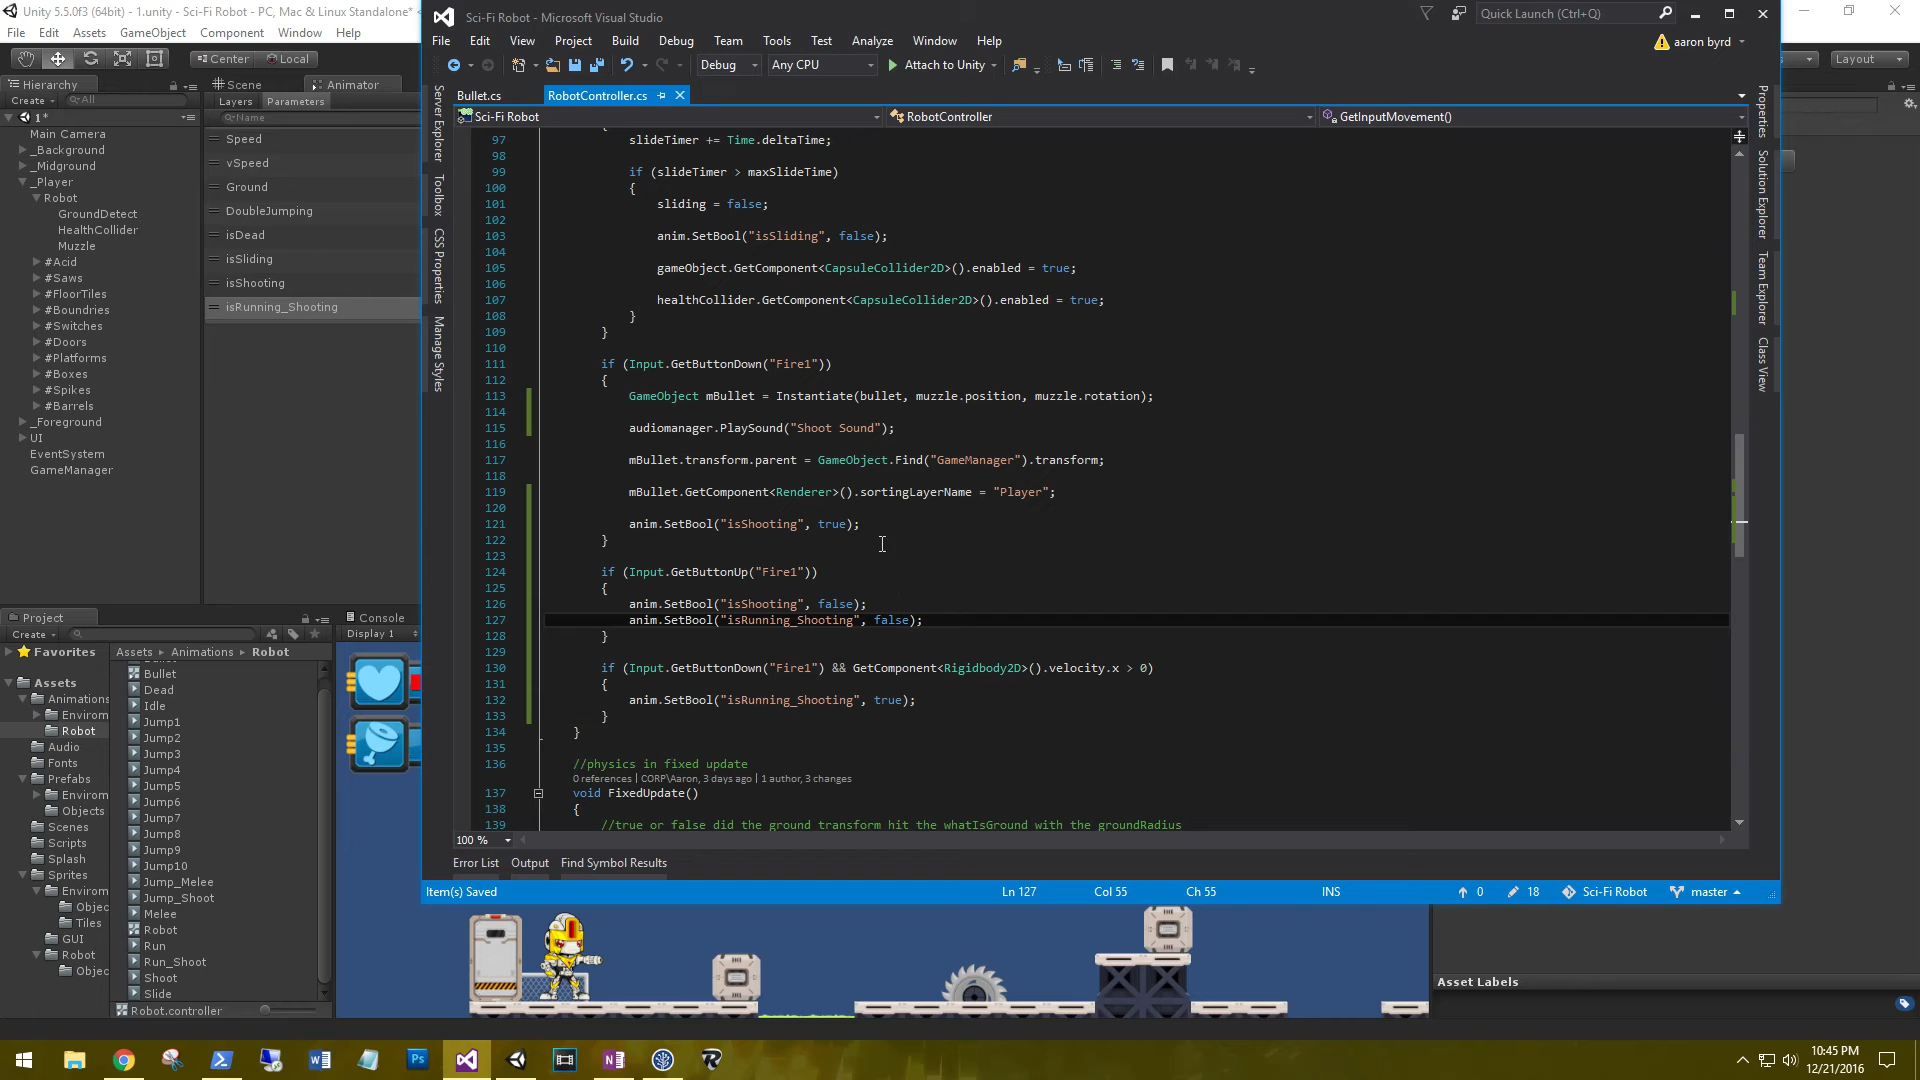 Unity 5.5.0f3 (64bit) - 1.unity - Sci-Fi Robot - PC, Mac & Linux Standalone*
File Edit Assets GameObject Component Window Help
Center Local
Layout
Hierarchy
Create All
1*
Main Camera
_Background
_Midground
_Player
Robot
GroundDetect
HealthCollider
Muzzle
#Acid
#Saws
#FloorTiles
#Boundries
#Switches
#Doors
#Platforms
#Boxes
#Spikes
#Barrels
_Foreground
UI
EventSystem
GameManager
Scene Animator
Layers Parameters
Name
Speed
vSpeed
Ground
DoubleJumping
isDead
isSliding
isShooting
isRunning_Shooting
Sci-Fi Robot - Microsoft Visual Studio
Quick Launch (Ctrl+Q)
File Edit View Project Build Debug Team Tools Test Analyze Window Help
aaron byrd
Debug Any CPU Attach to Unity
Server Explorer
Toolbox
CSS Properties
Manage Styles
Bullet.cs RobotController.cs
Sci-Fi Robot RobotController GetInputMovement()
97 slideTimer += Time.deltaTime;
98
99 if (slideTimer > maxSlideTime)
100 {
101 sliding = false;
102
103 anim.SetBool("isSliding", false);
104
105 gameObject.GetComponent<CapsuleCollider2D>().enabled = true;
106
107 healthCollider.GetComponent<CapsuleCollider2D>().enabled = true;
108 }
109 }
110
111 if (Input.GetButtonDown("Fire1"))
112 {
113 GameObject mBullet = Instantiate(bullet, muzzle.position, muzzle.rotation);
114
115 audiomanager.PlaySound("Shoot Sound");
116
117 mBullet.transform.parent = GameObject.Find("GameManager").transform;
118
119 mBullet.GetComponent<Renderer>().sortingLayerName = "Player";
120
121 anim.SetBool("isShooting", true);
122 }
123
124 if (Input.GetButtonUp("Fire1"))
125 {
126 anim.SetBool("isShooting", false);
127 anim.SetBool("isRunning_Shooting", false);
128 }
129
130 if (Input.GetButtonDown("Fire1") && GetComponent<Rigidbody2D>().velocity.x > 0)
131 {
132 anim.SetBool("isRunning_Shooting", true);
133 }
134 }
135
136 //physics in fixed update
0 references | CORP\Aaron, 3 days ago | 1 author, 3 changes
137 void FixedUpdate()
138 {
139 //true or false did the ground transform hit the whatIsGround with the groundRadius
100 %
Properties
Solution Explorer
Team Explorer
Class View
Error List Output Find Symbol Results
Item(s) Saved Ln 127 Col 55 Ch 55 INS 0 18 Sci-Fi Robot master
Project
Create
Favorites
Assets
Animations
Envirom
Robot
Audio
Fonts
Prefabs
Envirom
Objects
Scenes
Scripts
Splash
Sprites
Envirom
Objec
Tiles
GUI
Robot
Objec
Assets Animations Robot
Bullet
Dead
Idle
Jump1
Jump2
Jump3
Jump4
Jump5
Jump6
Jump7
Jump8
Jump9
Jump10
Jump_Melee
Jump_Shoot
Melee
Robot
Run
Run_Shoot
Shoot
Slide
Robot.controller
Console
Display 1
Asset Labels
10:45 PM
12/21/2016